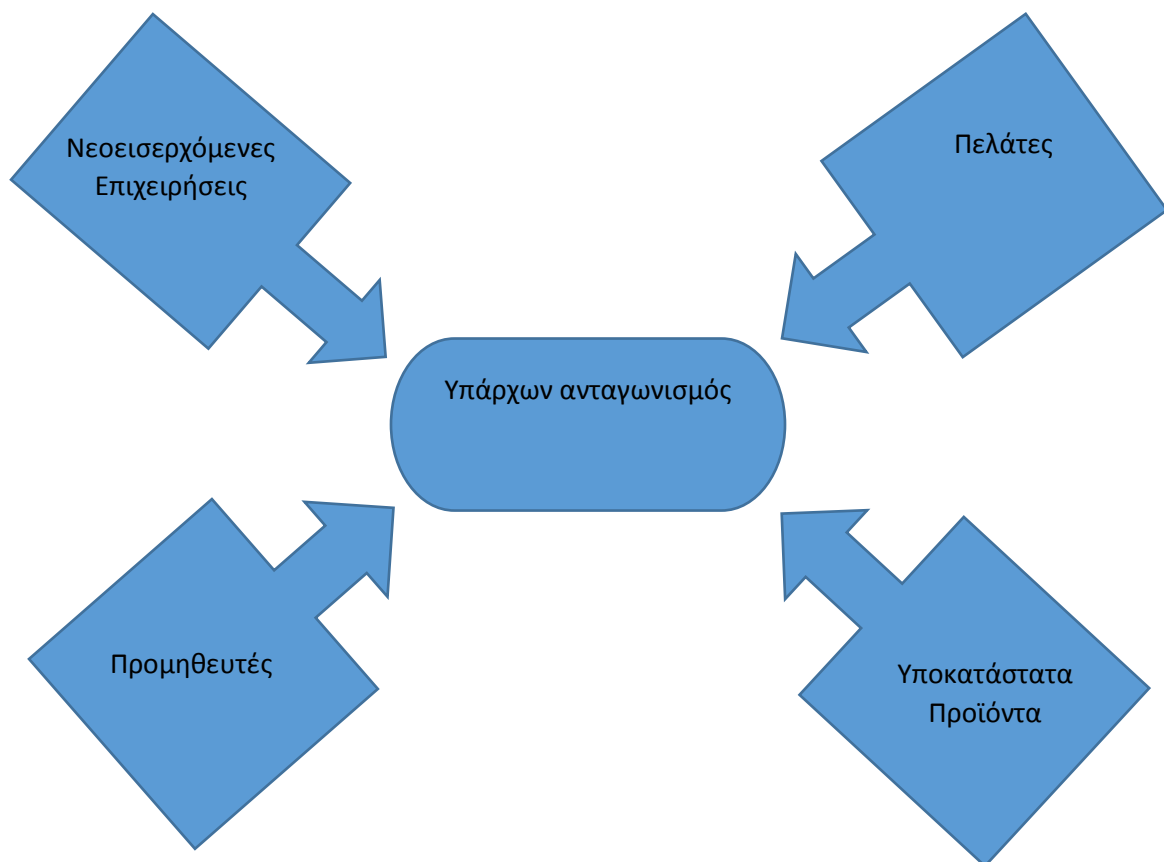 Νεοεισερχόμενες
Επιχειρήσεις
Πελάτες
Υπάρχων ανταγωνισμός
Προμηθευτές
Υποκατάστατα
Προϊόντα